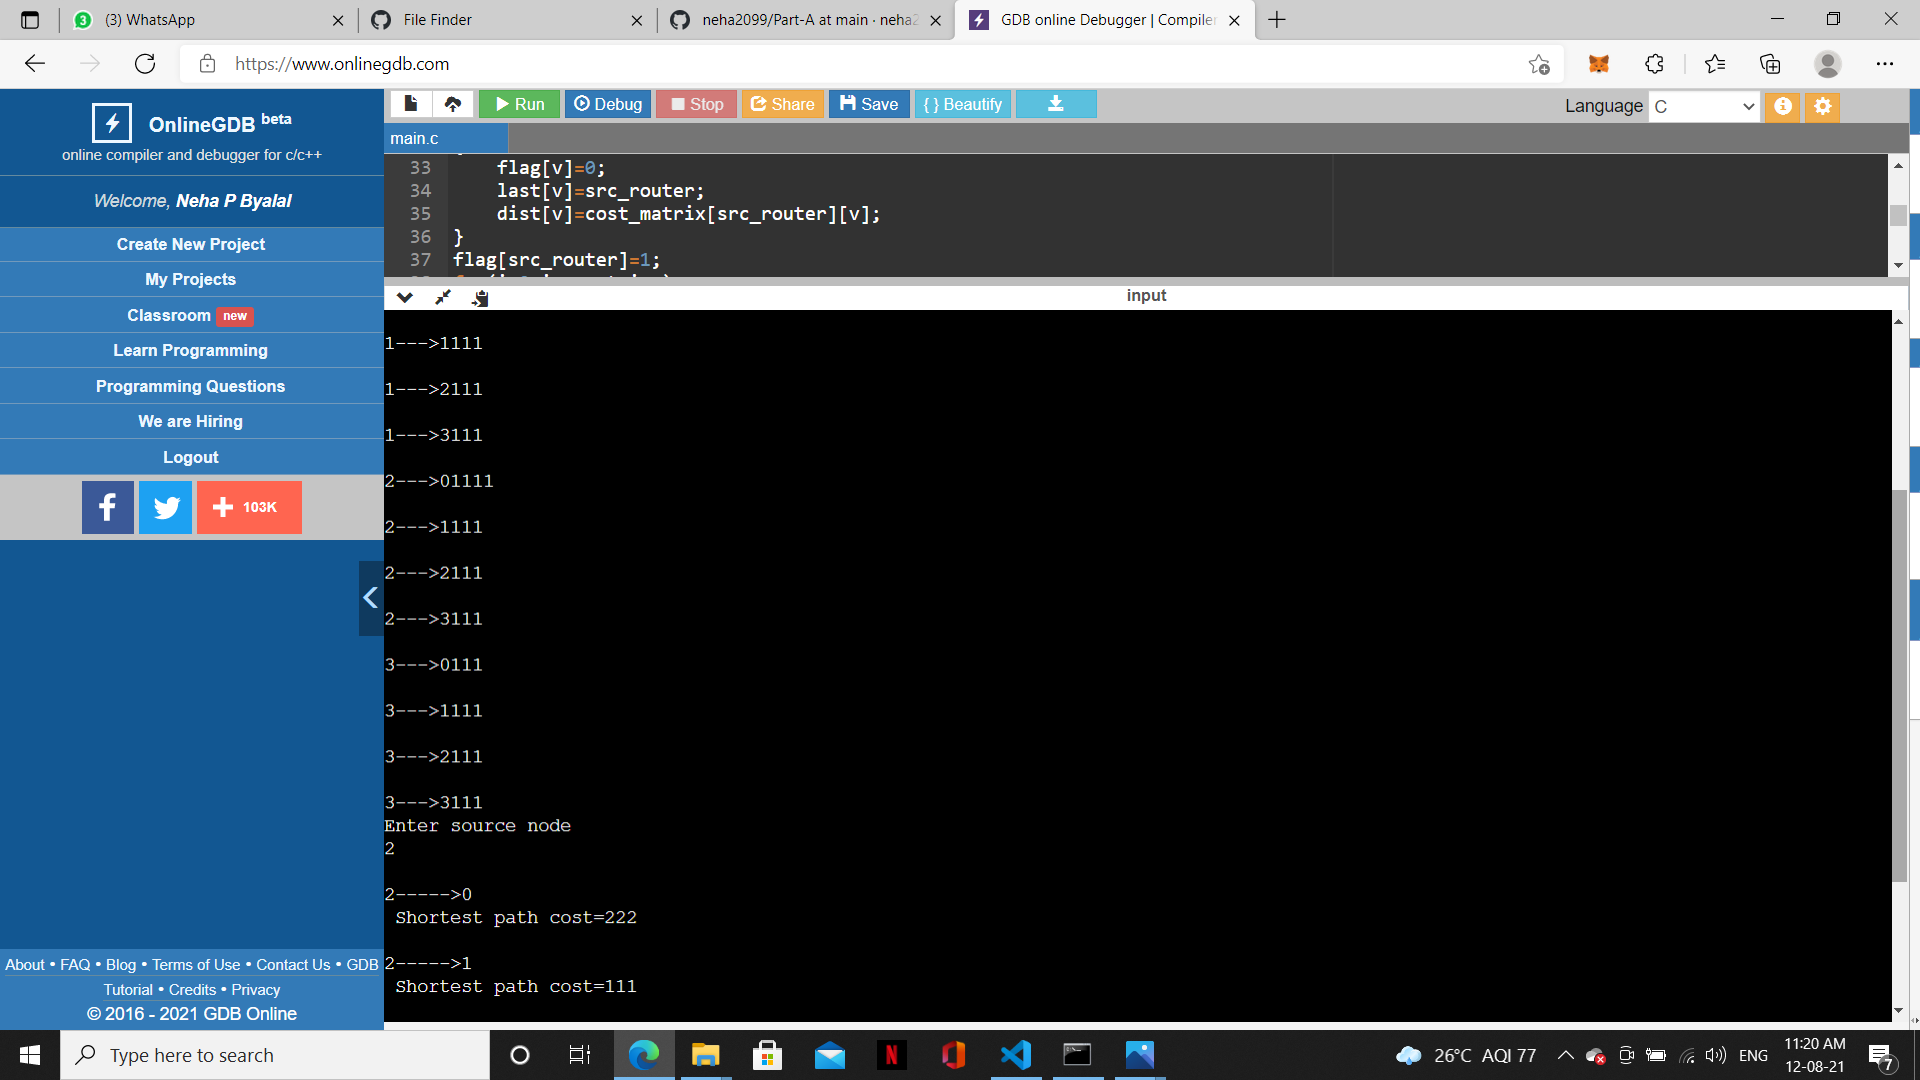 (3) WhatsApp
File Finder
neha2099/Part-A at main · neha2
GDB online Debugger | Compiler
https://www.onlinegdb.com
OnlineGDB beta
online compiler and debugger for c/c++
Welcome, Neha P Byalal
Create New Project
My Projects
Classroom new
Learn Programming
Programming Questions
We are Hiring
Logout
103K
About • FAQ • Blog • Terms of Use • Contact Us • GDB
Tutorial • Credits • Privacy
© 2016 - 2021 GDB Online
Run
Debug
Stop
Share
Save
{ } Beautify
Language C
main.c
33 flag[v]=0;
34 last[v]=src_router;
35 dist[v]=cost_matrix[src_router][v];
36 }
37 flag[src_router]=1;
input
1--->1111
1--->2111
1--->3111
2--->01111
2--->1111
2--->2111
2--->3111
3--->0111
3--->1111
3--->2111
3--->3111
Enter source node
2
2----->0
Shortest path cost=222
2----->1
Shortest path cost=111
Type here to search
26°C AQI 77
ENG
11:20 AM
12-08-21
7